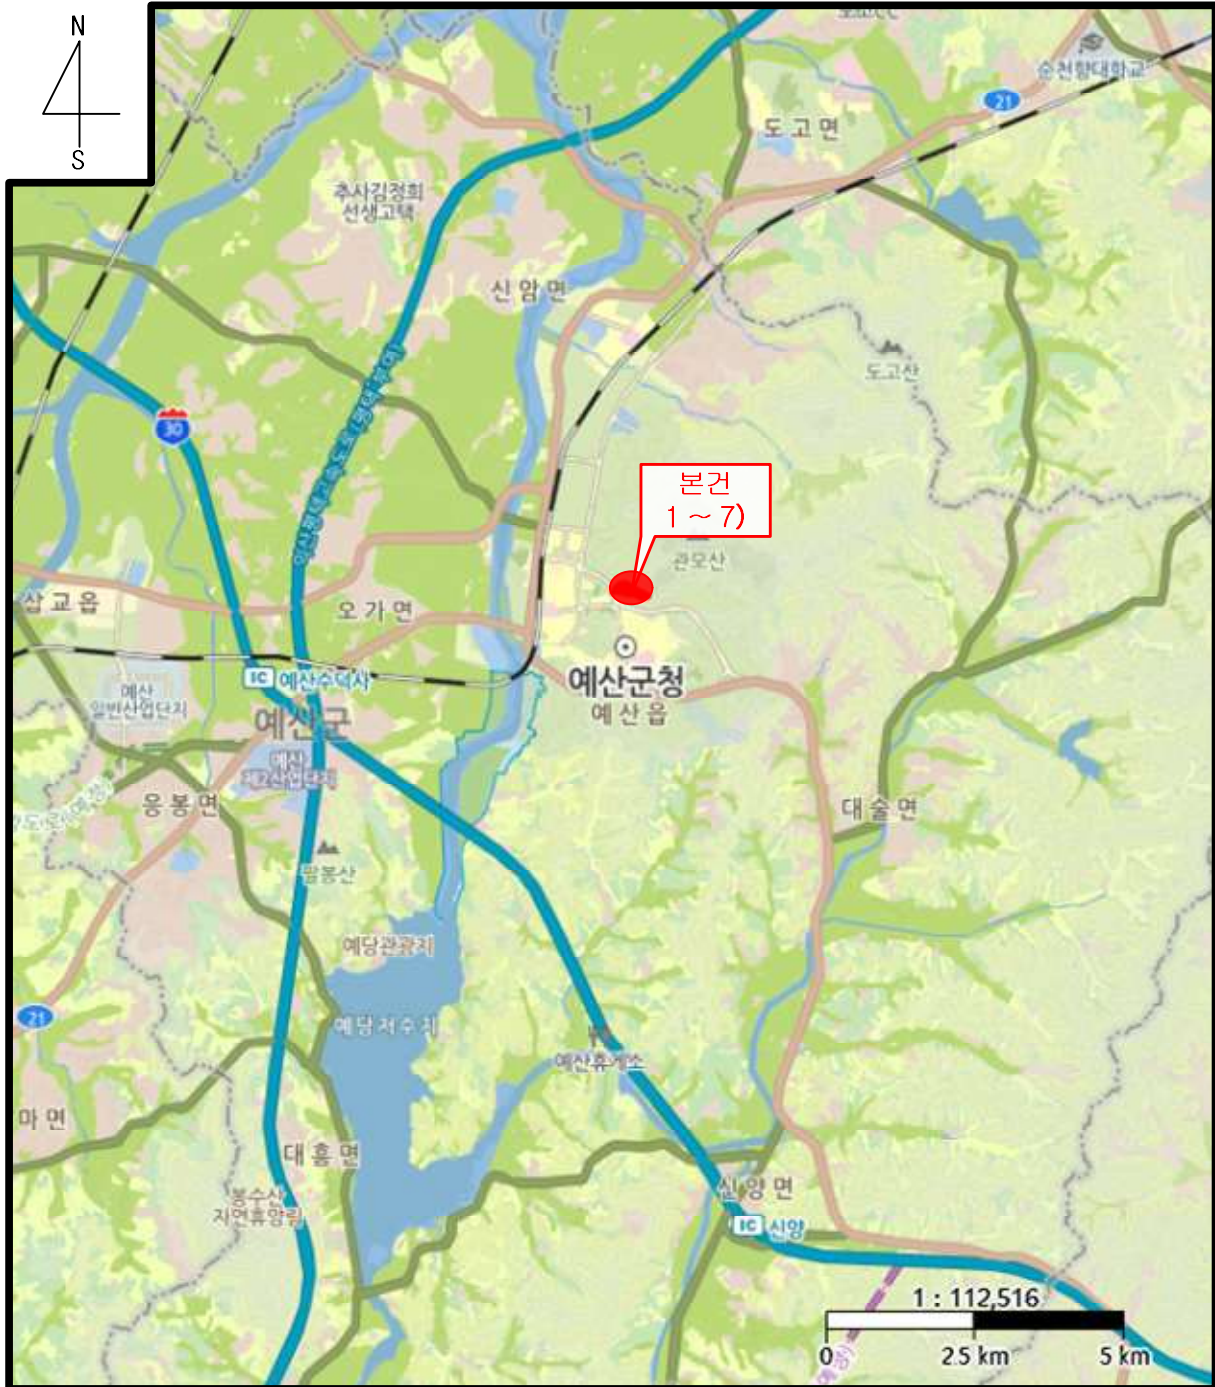 N
S
순천향대학교
21
도고면
추사김정희
선생고택
신암면
도고산
30
본건
1 ~ 7)
관모산
삽교읍
오가면
IC 예산수덕사
예산군청
예산읍
예산
일반산업단지
예산군
예산
제2산업단지
응봉면
대술면
팔봉산
예당관광지
21
예당저수지
예산휴게소
마면
대흥면
봉수산
자연휴양림
신양면
IC 신양
1 : 112,516
0 2.5 km 5 km